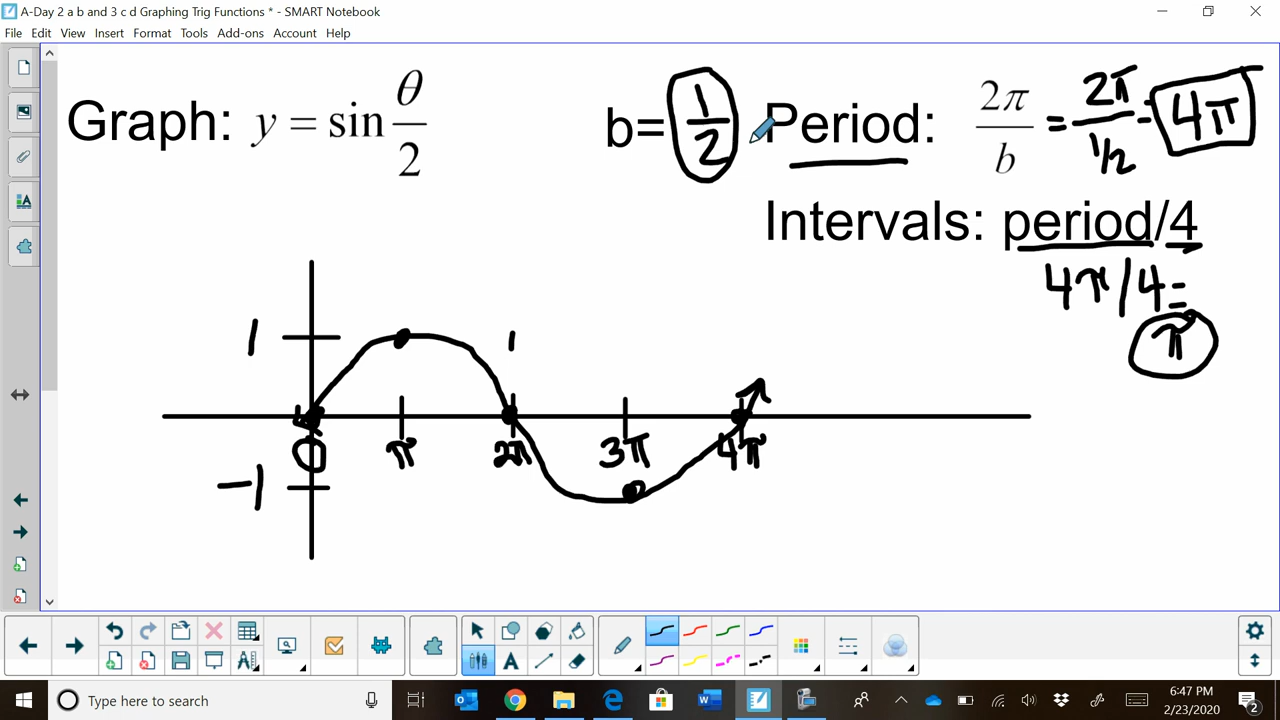 A-Day 2 a b and 3 c d Graphing Trig Functions * - SMART Notebook
File Edit View Insert Format Tools Add-ons Account Help
Graph: y = sin θ/2
b= 1/2 Period: 2π/b = 2π/½ = 4π
Intervals: period/4
4π/4 =
π
1
1
0 π 2π 3π 4π
-1
Type here to search
6:47 PM
2/23/2020
2